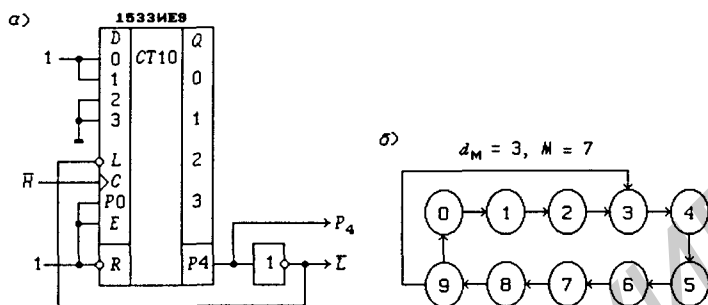 а)
1533ИЕ9
D CT10 Q
1 0 0
1
2 1
3
L 2
H̅ C
P0 3
E
1 R P4 1
P₄
L̅
б)
d_M = 3, M = 7
0 1 2 3 4
9 8 7 6 5